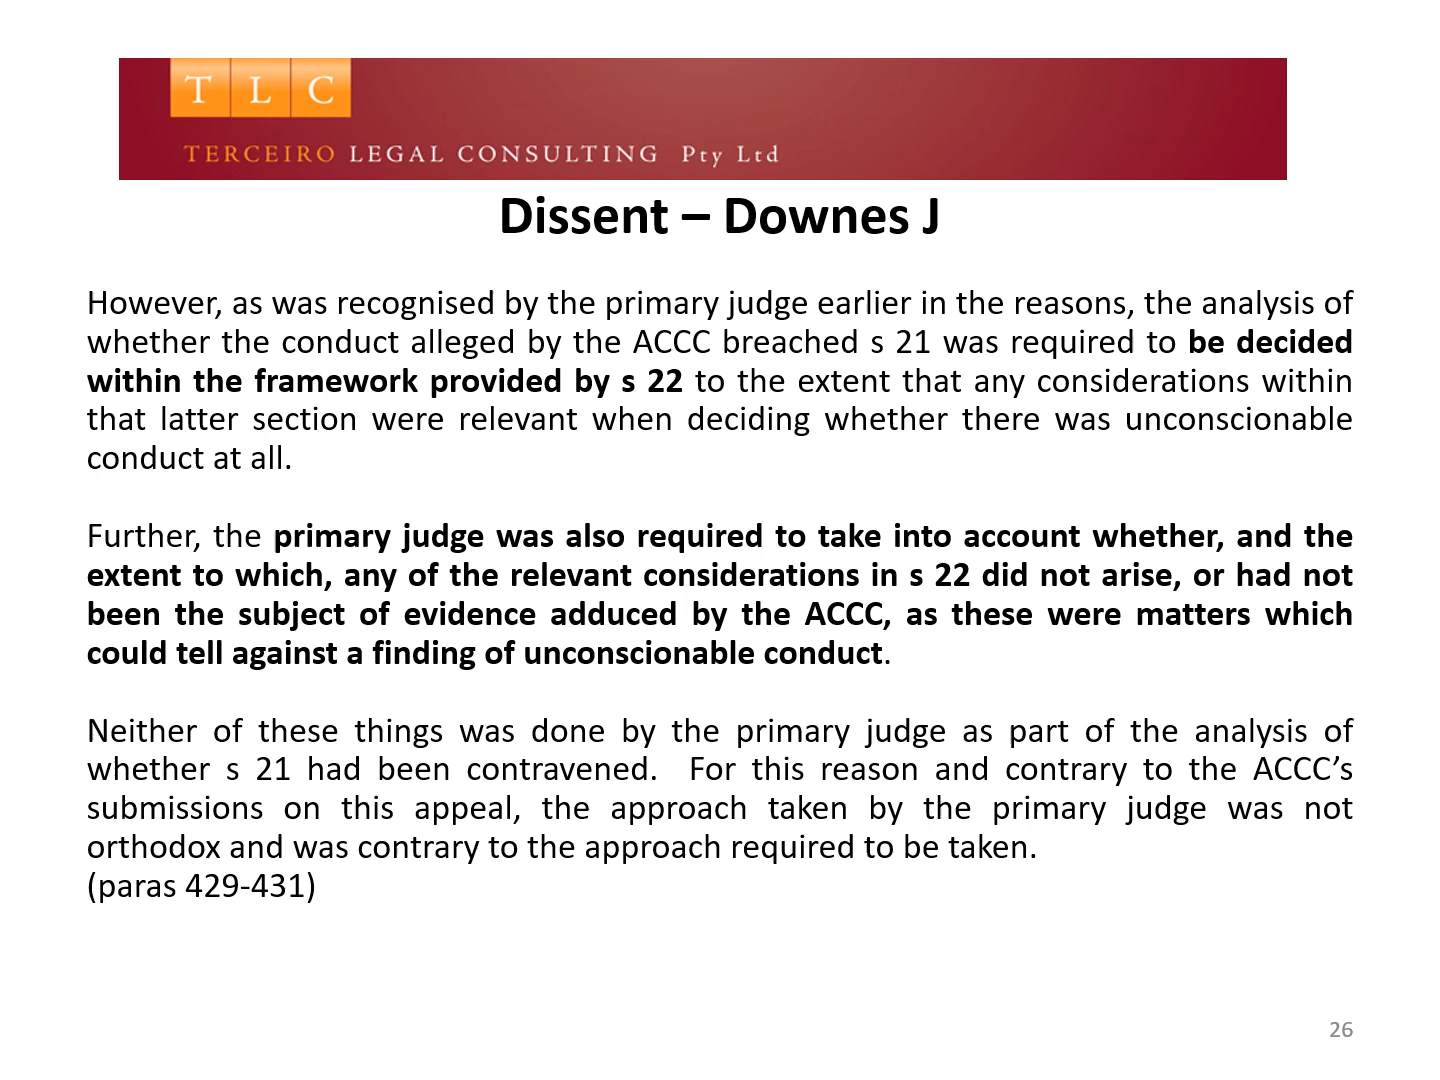 T L C
TERCEIRO LEGAL CONSULTING Pty Ltd
Dissent – Downes J
However, as was recognised by the primary judge earlier in the reasons, the analysis of
whether the conduct alleged by the ACCC breached s 21 was required to be decided
within the framework provided by s 22 to the extent that any considerations within
that latter section were relevant when deciding whether there was unconscionable
conduct at all.
Further, the primary judge was also required to take into account whether, and the
extent to which, any of the relevant considerations in s 22 did not arise, or had not
been the subject of evidence adduced by the ACCC, as these were matters which
could tell against a finding of unconscionable conduct.
Neither of these things was done by the primary judge as part of the analysis of
whether s 21 had been contravened. For this reason and contrary to the ACCC’s
submissions on this appeal, the approach taken by the primary judge was not
orthodox and was contrary to the approach required to be taken.
(paras 429-431)
26